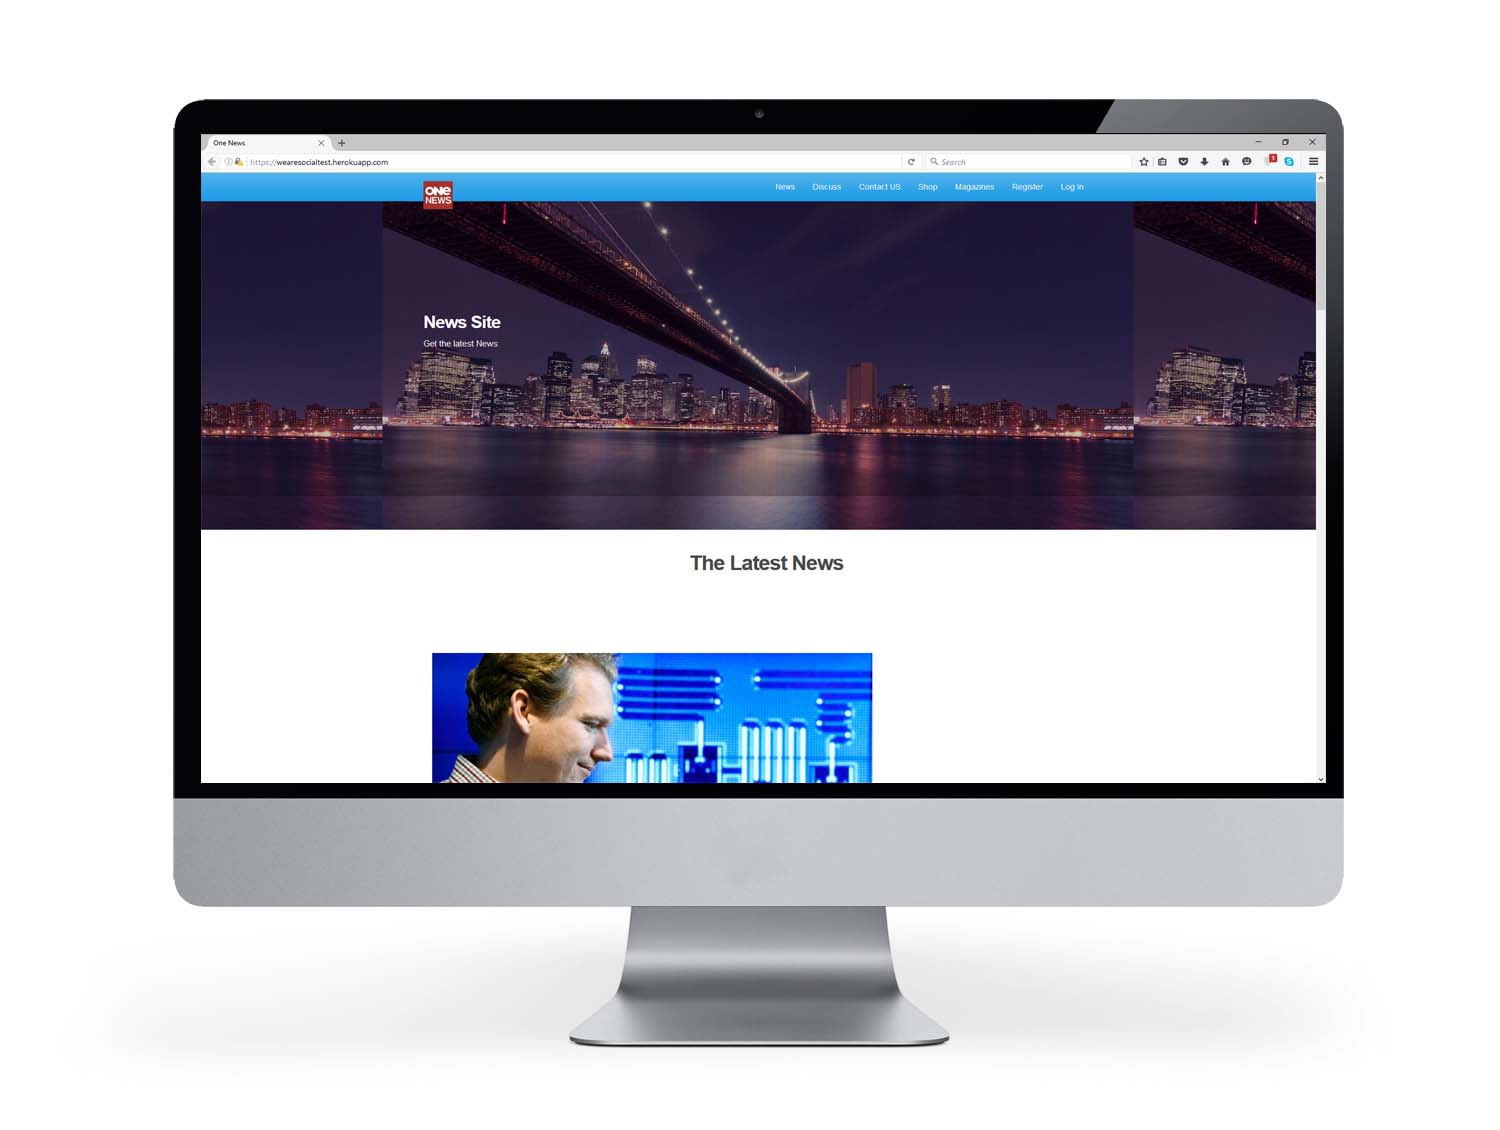 One News
https://wearesocialtest.herokuapp.com
Search
1
ONE
NEWS
News Discuss Contact US Shop Magazines Register Log In
News Site
Get the latest News
The Latest News